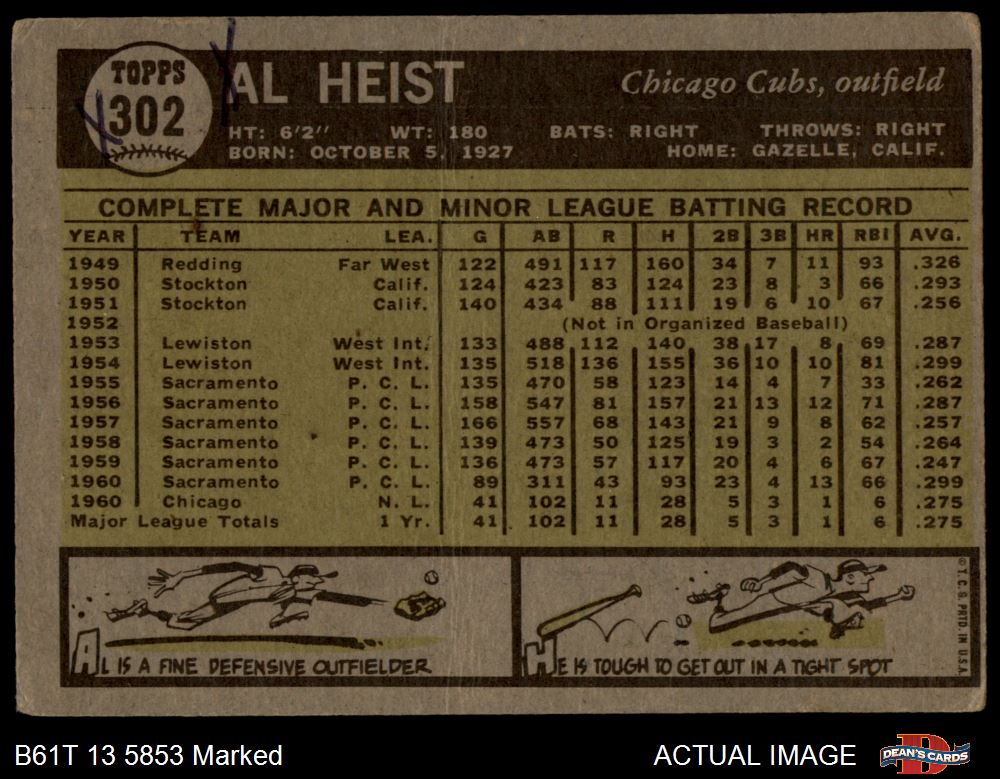 TOPPS
302
AL HEIST
Chicago Cubs, outfield
HT: 6'2" WT: 180 BATS: RIGHT THROWS: RIGHT
BORN: OCTOBER 5, 1927 HOME: GAZELLE, CALIF.
COMPLETE MAJOR AND MINOR LEAGUE BATTING RECORD
YEAR TEAM LEA. G AB R H 2B 3B HR RBI AVG.
1949 Redding Far West 122 491 117 160 34 7 11 93 .326
1950 Stockton Calif. 124 423 83 124 23 8 3 66 .293
1951 Stockton Calif. 140 434 88 111 19 6 10 67 .256
1952 (Not in Organized Baseball)
1953 Lewiston West Int. 133 488 112 140 38 17 8 69 .287
1954 Lewiston West Int. 135 518 136 155 36 10 10 81 .299
1955 Sacramento P. C. L. 135 470 58 123 14 4 7 33 .262
1956 Sacramento P. C. L. 158 547 81 157 21 13 12 71 .287
1957 Sacramento P. C. L. 166 557 68 143 21 9 8 62 .257
1958 Sacramento P. C. L. 139 473 50 125 19 3 2 54 .264
1959 Sacramento P. C. L. 136 473 57 117 20 4 6 67 .247
1960 Sacramento P. C. L. 89 311 43 93 23 4 13 66 .299
1960 Chicago N. L. 41 102 11 28 5 3 1 6 .275
Major League Totals 1 Yr. 41 102 11 28 5 3 1 6 .275
AL IS A FINE DEFENSIVE OUTFIELDER
HE IS TOUGH TO GET OUT IN A TIGHT SPOT
© T. C. G. PRTD. IN U.S.A.
B61T 13 5853 Marked
ACTUAL IMAGE
DEAN'S CARDS